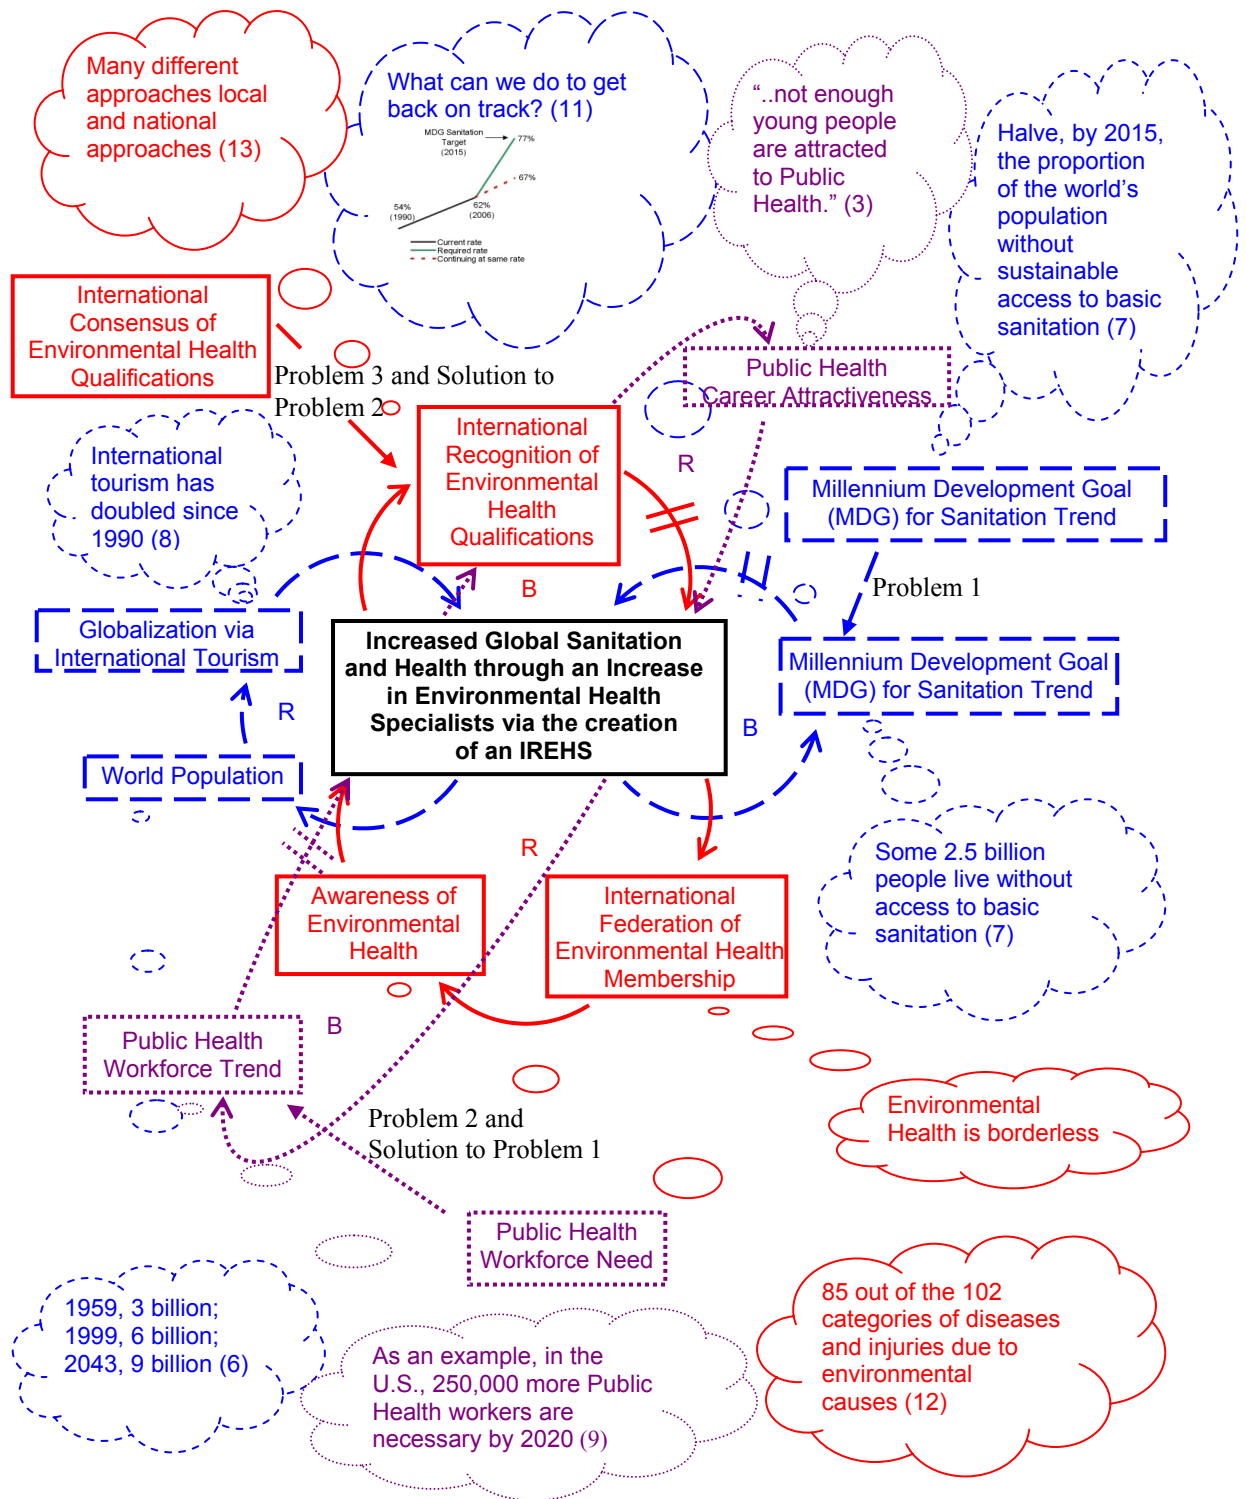 Many different
approaches local
and national
approaches (13)
What can we do to get
back on track? (11)
MDG Sanitation
Target
(2015)
77%
67%
54%
(1990)
62%
(2006)
Current rate
Required rate
Continuing at same rate
“..not enough
young people
are attracted
to Public
Health.” (3)
Halve, by 2015,
the proportion
of the world’s
population
without
sustainable
access to basic
sanitation (7)
International
Consensus of
Environmental Health
Qualifications
Problem 3 and Solution to
Problem 2
Public Health
Career Attractiveness
International
Recognition of
Environmental
Health
Qualifications
R
International
tourism has
doubled since
1990 (8)
Millennium Development Goal
(MDG) for Sanitation Trend
B
Problem 1
Globalization via
International Tourism
Increased Global Sanitation
and Health through an Increase
in Environmental Health
Specialists via the creation
of an IREHS
Millennium Development Goal
(MDG) for Sanitation Trend
R
B
World Population
R
Awareness of
Environmental
Health
International
Federation of
Environmental Health
Membership
Some 2.5 billion
people live without
access to basic
sanitation (7)
B
Public Health
Workforce Trend
Problem 2 and
Solution to Problem 1
Environmental
Health is borderless
Public Health
Workforce Need
1959, 3 billion;
1999, 6 billion;
2043, 9 billion (6)
As an example, in the
U.S., 250,000 more Public
Health workers are
necessary by 2020 (9)
85 out of the 102
categories of diseases
and injuries due to
environmental
causes (12)